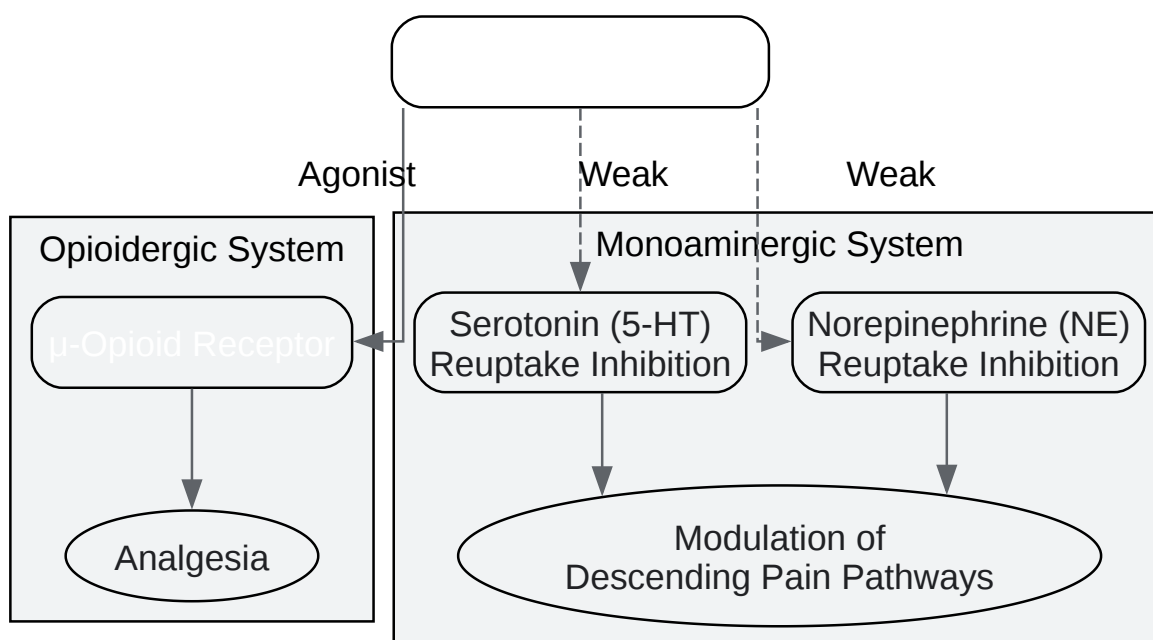 Agonist
Weak
Weak
Opioidergic System
Monoaminergic System
μ-Opioid Receptor
Serotonin (5-HT)
Reuptake Inhibition
Norepinephrine (NE)
Reuptake Inhibition
Analgesia
Modulation of
Descending Pain Pathways